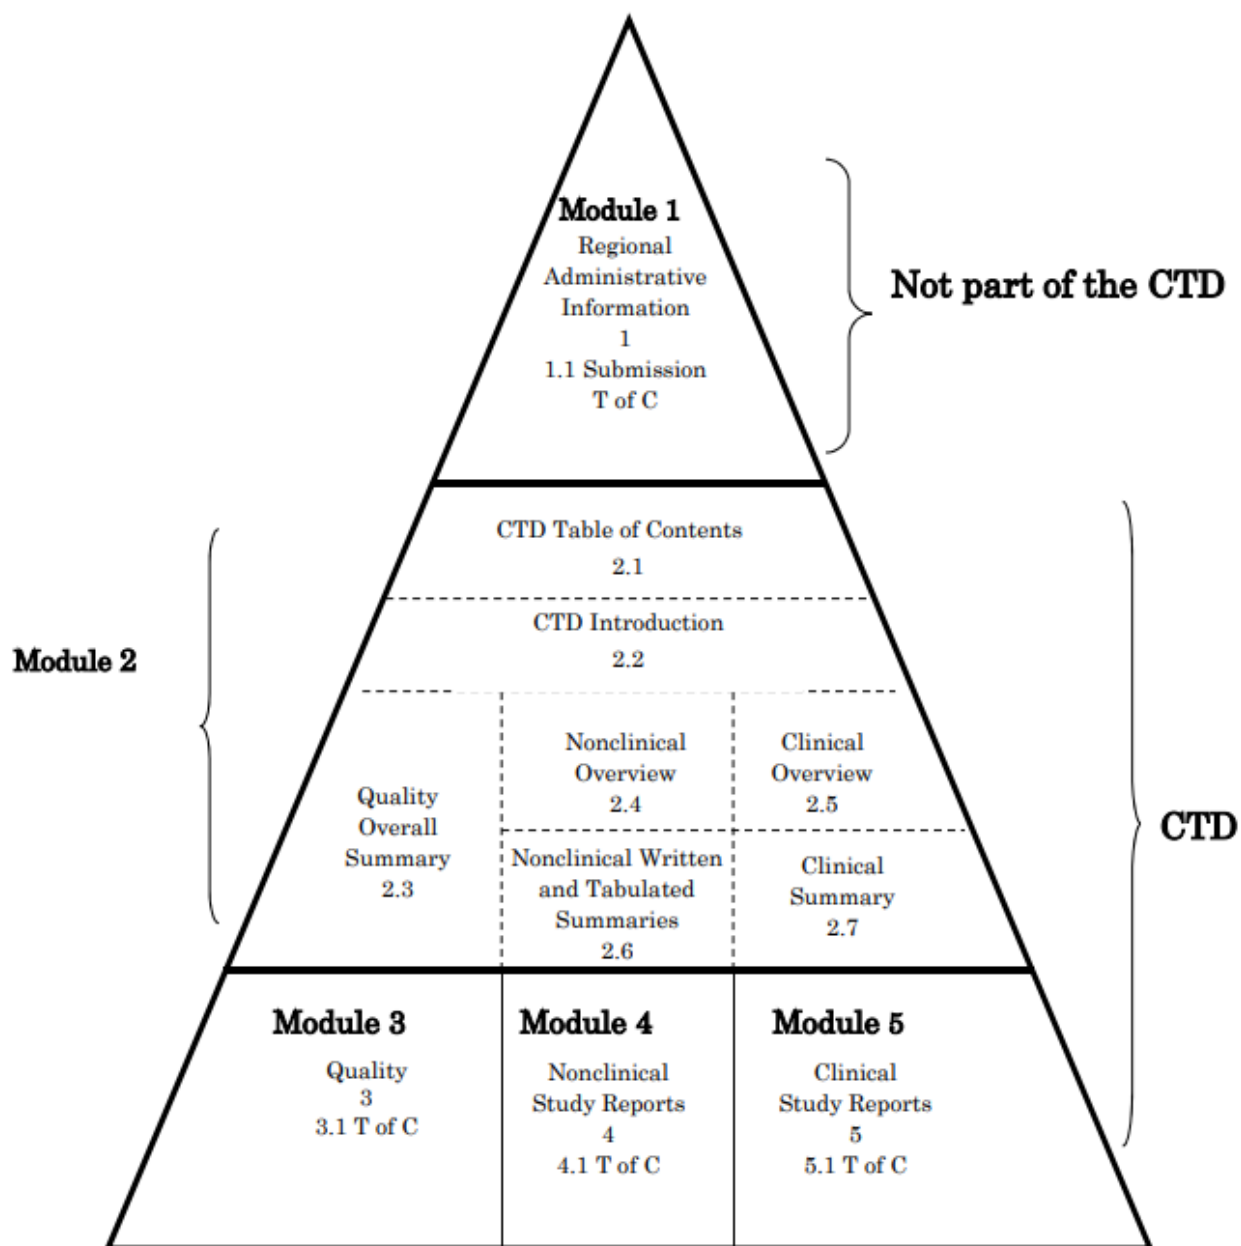 Module 1
Regional
Administrative
Information
1
1.1 Submission
T of C
Not part of the CTD
CTD Table of Contents
2.1
CTD Introduction
2.2
Module 2
Quality
Overall
Summary
2.3
Nonclinical
Overview
2.4
Clinical
Overview
2.5
Nonclinical Written
and Tabulated
Summaries
2.6
Clinical
Summary
2.7
CTD
Module 3
Quality
3
3.1 T of C
Module 4
Nonclinical
Study Reports
4
4.1 T of C
Module 5
Clinical
Study Reports
5
5.1 T of C